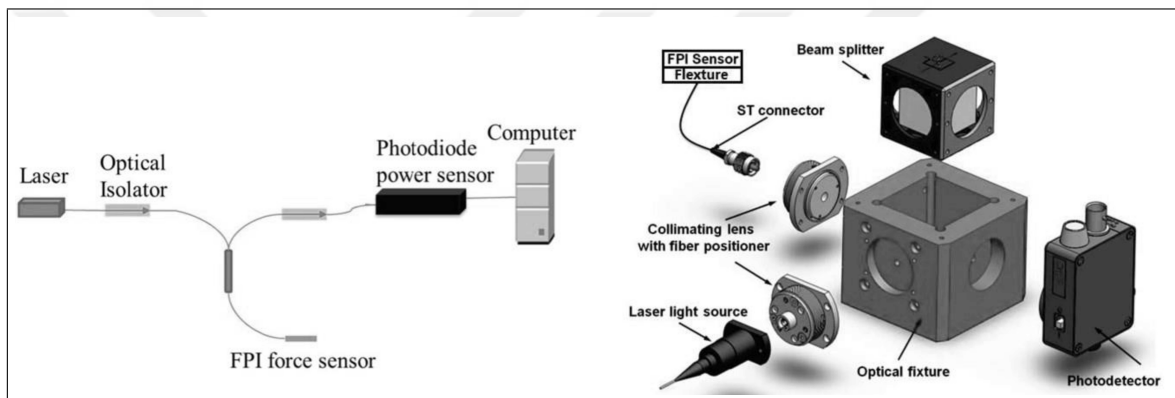 Laser
Optical
Isolator
Photodiode
power sensor
Computer
FPI force sensor
FPI Sensor
Flexture
ST connector
Beam splitter
Collimating lens
with fiber positioner
Laser light source
Optical fixture
Photodetector